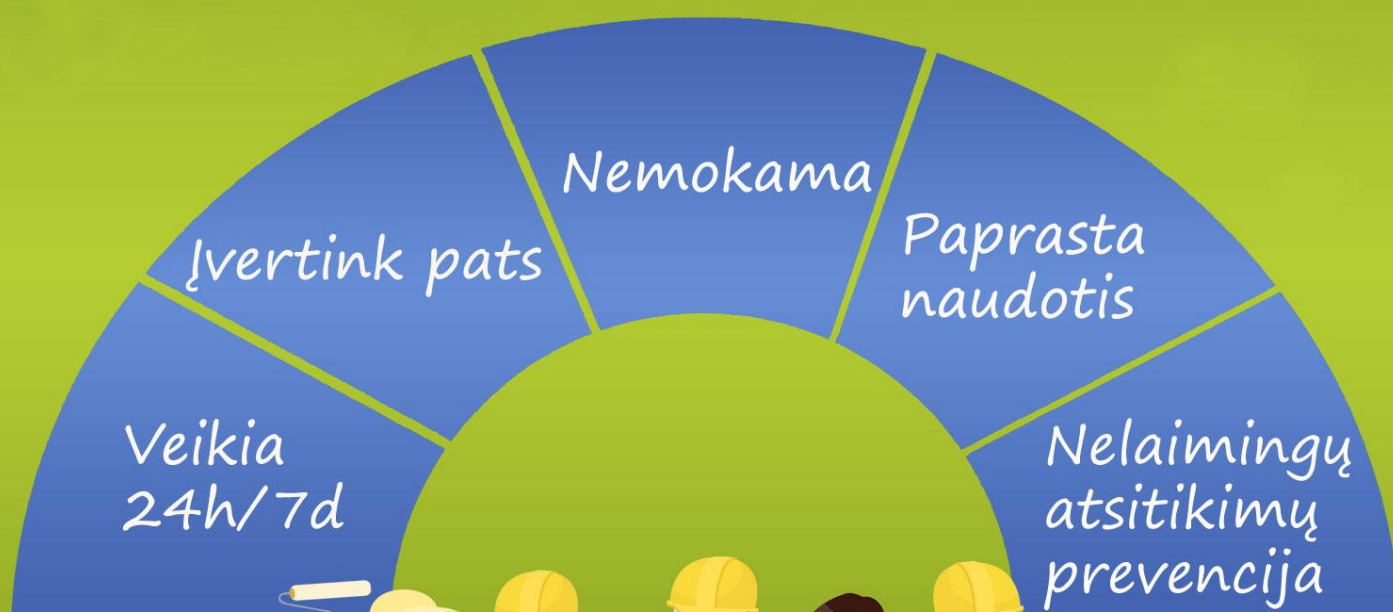 Veikia
24h/7d
Įvertink pats
Nemokama
Paprasta
naudotis
Nelaimingų
atsitikimų
prevencija